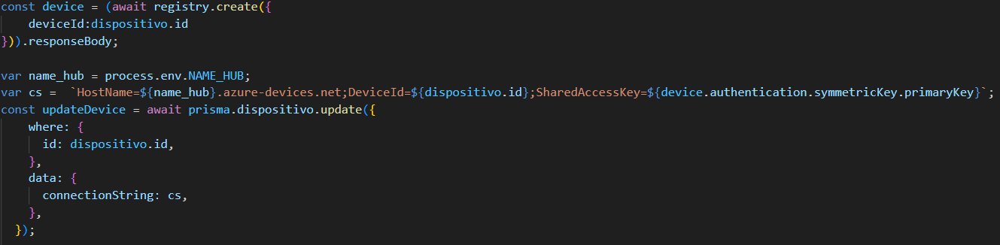 const device = (await registry.create({
    deviceId:dispositivo.id
})).responseBody;

var name_hub = process.env.NAME_HUB;
var cs =  `HostName=${name_hub}.azure-devices.net;DeviceId=${dispositivo.id};SharedAccessKey=${device.authentication.symmetricKey.primaryKey}`;
const updateDevice = await prisma.dispositivo.update({
    where: {
      id: dispositivo.id,
    },
    data: {
      connectionString: cs,
    },
  });